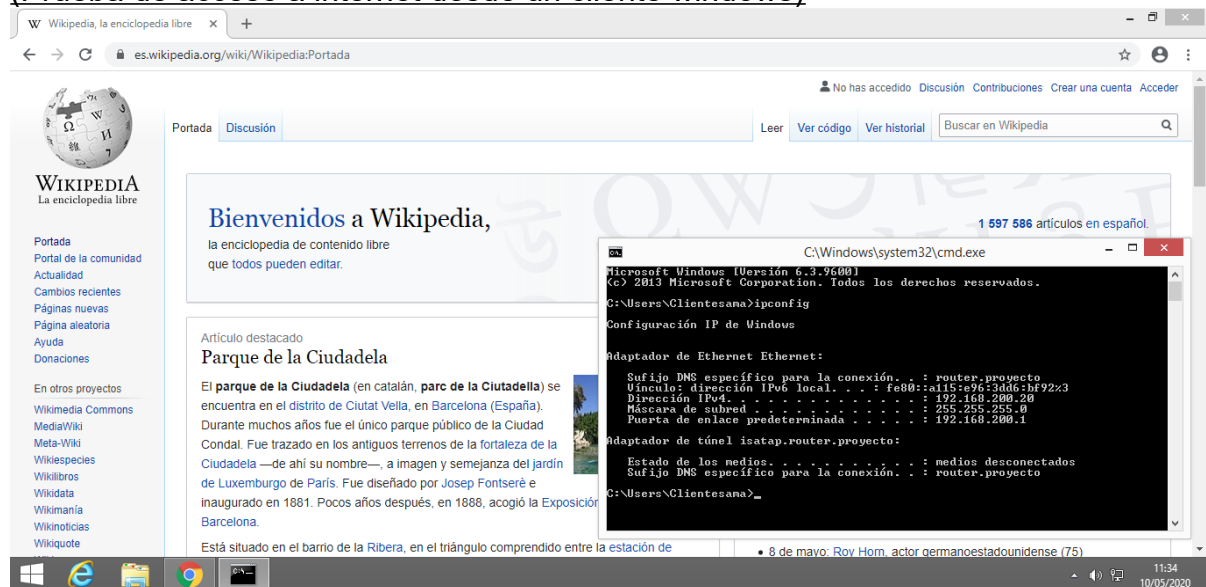 (Prueba de acceso a internet desde un cliente windows)
Wikipedia, la enciclopedia libre
es.wikipedia.org/wiki/Wikipedia:Portada
No has accedido Discusión Contribuciones Crear una cuenta Acceder
Portada Discusión
Leer Ver código Ver historial Buscar en Wikipedia
WIKIPEDIA
La enciclopedia libre
Portada
Portal de la comunidad
Actualidad
Cambios recientes
Páginas nuevas
Página aleatoria
Ayuda
Donaciones
En otros proyectos
Wikimedia Commons
MediaWiki
Meta-Wiki
Wikiespecies
Wikilibros
Wikidata
Wikimanía
Wikinoticias
Wikiquote
Bienvenidos a Wikipedia,
la enciclopedia de contenido libre
que todos pueden editar.
1 597 586 artículos en español.
Artículo destacado
Parque de la Ciudadela
El parque de la Ciudadela (en catalán, parc de la Ciutadella) se
encuentra en el distrito de Ciutat Vella, en Barcelona (España).
Durante muchos años fue el único parque público de la Ciudad
Condal. Fue trazado en los antiguos terrenos de la fortaleza de la
Ciudadela —de ahí su nombre—, a imagen y semejanza del jardín
de Luxemburgo de París. Fue diseñado por Josep Fontserè e
inaugurado en 1881. Pocos años después, en 1888, acogió la Exposición
Barcelona.
Está situado en el barrio de la Ribera, en el triángulo comprendido entre la estación de
• 8 de mayo: Roy Horn, actor germanoestadounidense (75)
C:\Windows\system32\cmd.exe
Microsoft Windows [Versión 6.3.9600]
(c) 2013 Microsoft Corporation. Todos los derechos reservados.
C:\Users\Clientesama>ipconfig
Configuración IP de Windows
Adaptador de Ethernet Ethernet:
Sufijo DNS específico para la conexión. . : router.proyecto
Vínculo: dirección IPv6 local. . . : fe80::a115:5e96:3dd6:bf92%3
Dirección IPv4. . . . . . . . . . . . . . : 192.168.200.20
Máscara de subred . . . . . . . . . . . . : 255.255.255.0
Puerta de enlace predeterminada . . . . . : 192.168.200.1
Adaptador de túnel isatap.router.proyecto:
Estado de los medios. . . . . . . . . . . : medios desconectados
Sufijo DNS específico para la conexión. . : router.proyecto
C:\Users\Clientesama>_
11:34
10/05/2020